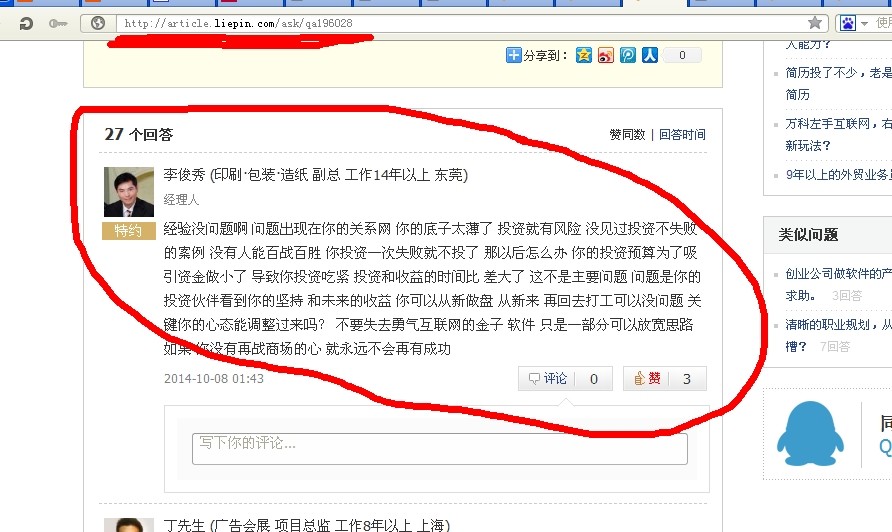 http://article.liepin.com/ask/qa196028
分享到：
0
27 个回答
赞同数 | 回答时间
李俊秀 (印刷·包装·造纸 副总 工作14年以上 东莞)
经理人
特约
经验没问题啊 问题出现在你的关系网 你的底子太薄了 投资就有风险 没见过投资不失败
的案例 没有人能百战百胜 你投资一次失败就不投了 那以后怎么办 你的投资预算为了吸
引资金做小了 导致你投资吃紧 投资和收益的时间比 差大了 这不是主要问题 问题是你的
投资伙伴看到你的坚持 和未来的收益 你可以从新做盘 从新来 再回去打工可以没问题 关
键你的心态能调整过来吗？ 不要失去勇气互联网的金子 软件 只是一部分可以放宽思路
如果 你没有再战商场的心 就永远不会再有成功
2014-10-08 01:43
评论 0
赞 3
写下你的评论...
丁先生 (广告会展 项目总监 工作8年以上 上海)
人能力？
简历投了不少，老是
简历
万科左手互联网，右
新玩法？
9年以上的外贸业务员
类似问题
创业公司做软件的产
求助。 3回答
清晰的职业规划，从
槽？ 7回答
同
Q